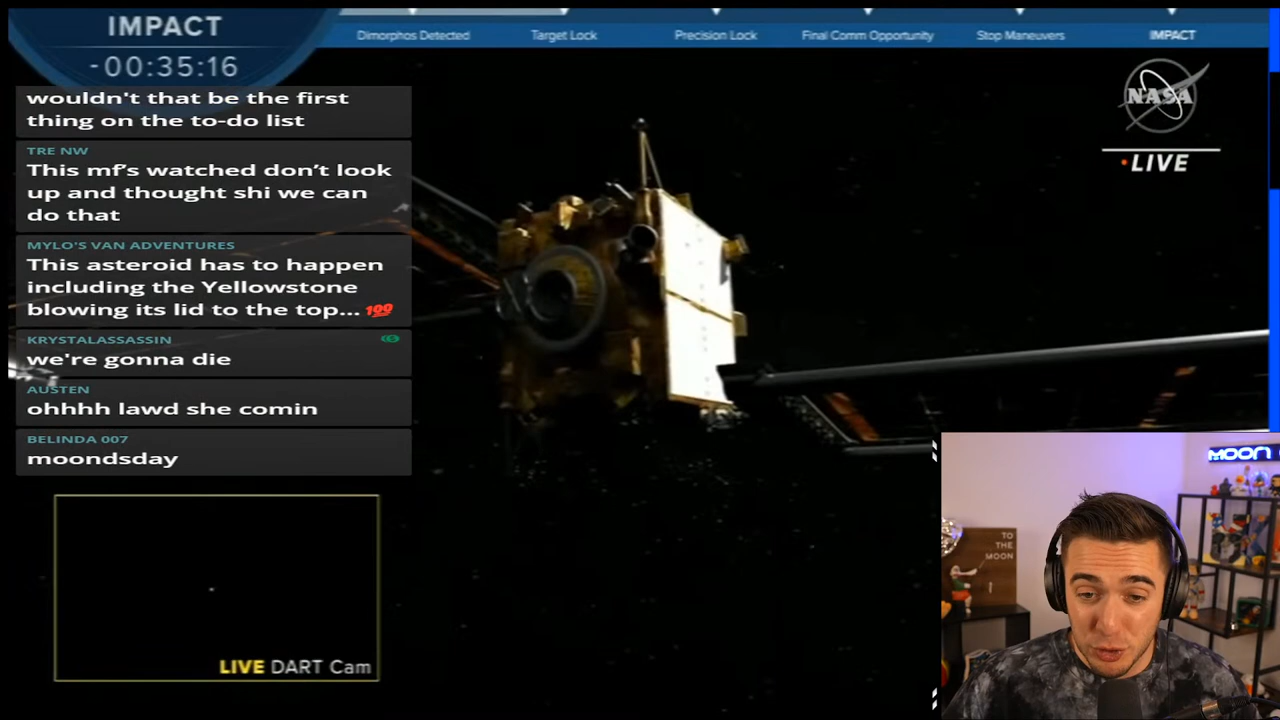 IMPACT
-00:35:16
Dimorphos Detected
Target Lock
Precision Lock
Final Comm Opportunity
Stop Maneuvers
IMPACT
NASA
LIVE
wouldn't that be the first
thing on the to-do list
TRE NW
This mf's watched don't look
up and thought shi we can
do that
MYLO'S VAN ADVENTURES
This asteroid has to happen
including the Yellowstone
blowing its lid to the top... 💯
KRYSTALASSASSIN
we're gonna die
AUSTEN
ohhhh lawd she comin
BELINDA 007
moondsday
LIVE DART Cam
MOON
TO
THE
MOON